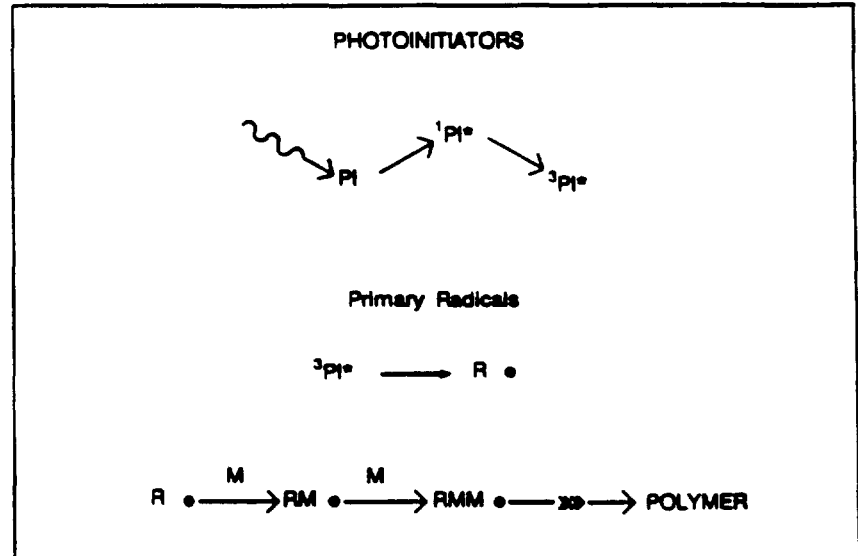 PHOTOINITIATORS
¹PI*
PI
³PI*
Primary Radicals
³PI* ⟶ R •
M M
R • ⟶ RM • ⟶ RMM • ⟶ ⟶ POLYMER